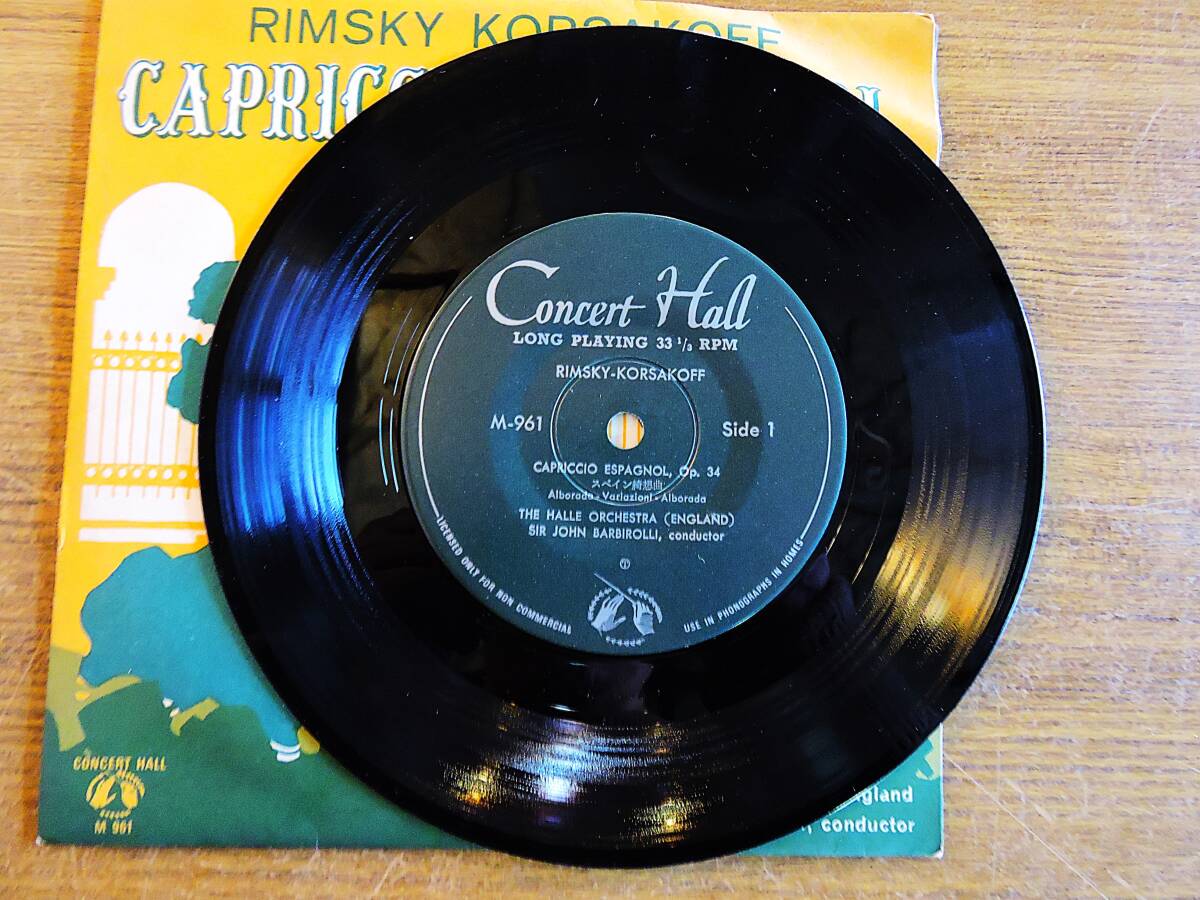 RIMSKY KORSAKOFF
CAPRICC
Concert Hall
LONG PLAYING 33 1/3 RPM
RIMSKY-KORSAKOFF
M-961
Side 1
CAPRICCIO ESPAGNOL, Op. 34
スペイン綺想曲
Alborada - Variazioni - Alborada
THE HALLE ORCHESTRA (ENGLAND)
SIR JOHN BARBIROLLI, conductor
LICENSED ONLY FOR NON COMMERCIAL
USE IN PHONOGRAPHS IN HOMES
CONCERT HALL
M 961
ngland
, conductor